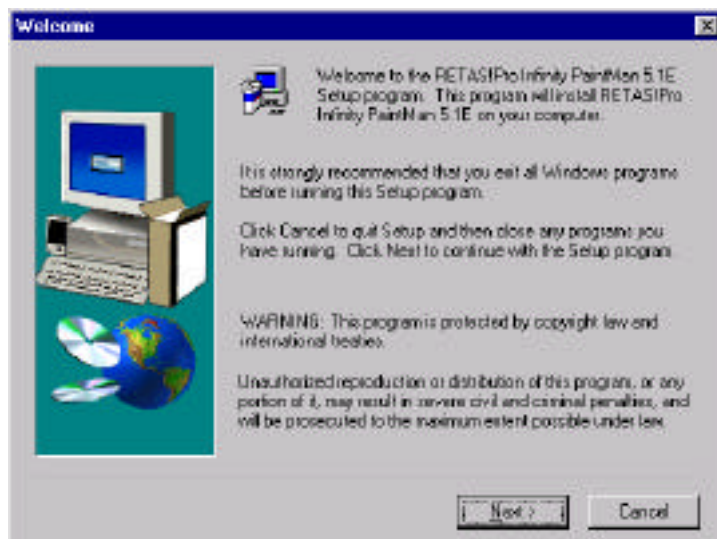 Welcome
Welcome to the RETAS!Pro Infinity PaintMan 5.1E
Setup program. This program will install RETAS!Pro
Infinity PaintMan 5.1E on your computer.
It is strongly recommended that you exit all Windows programs
before running this Setup program.
Click Cancel to quit Setup and then close any programs you
have running. Click Next to continue with the Setup program.
WARNING: This program is protected by copyright law and
international treaties.
Unauthorized reproduction or distribution of this program, or any
portion of it, may result in severe civil and criminal penalties, and
will be prosecuted to the maximum extent possible under law.
Next >
Cancel